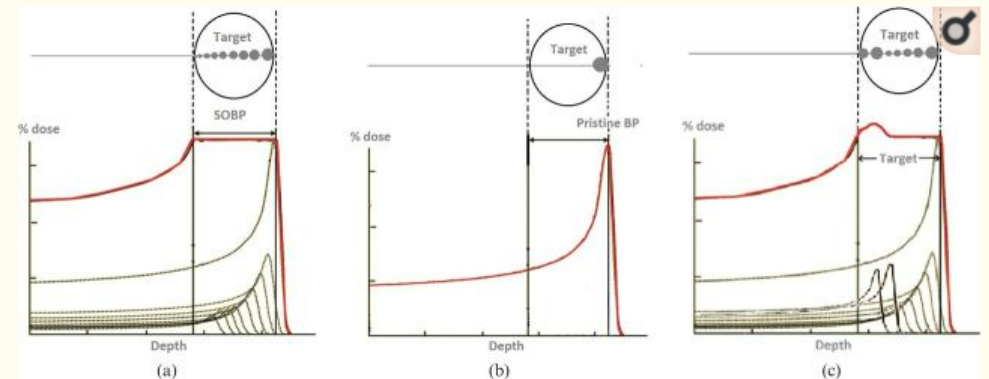 Target
SOBP
% dose
Depth
(a)
Target
Pristine BP
% dose
Depth
(b)
Target
% dose
Target
Depth
(c)